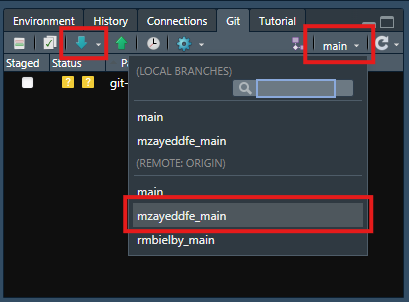 Environment History Connections Git Tutorial
main
Staged Status
git-
(LOCAL BRANCHES)
main
mzayeddfe_main
(REMOTE: ORIGIN)
main
mzayeddfe_main
rmbielby_main